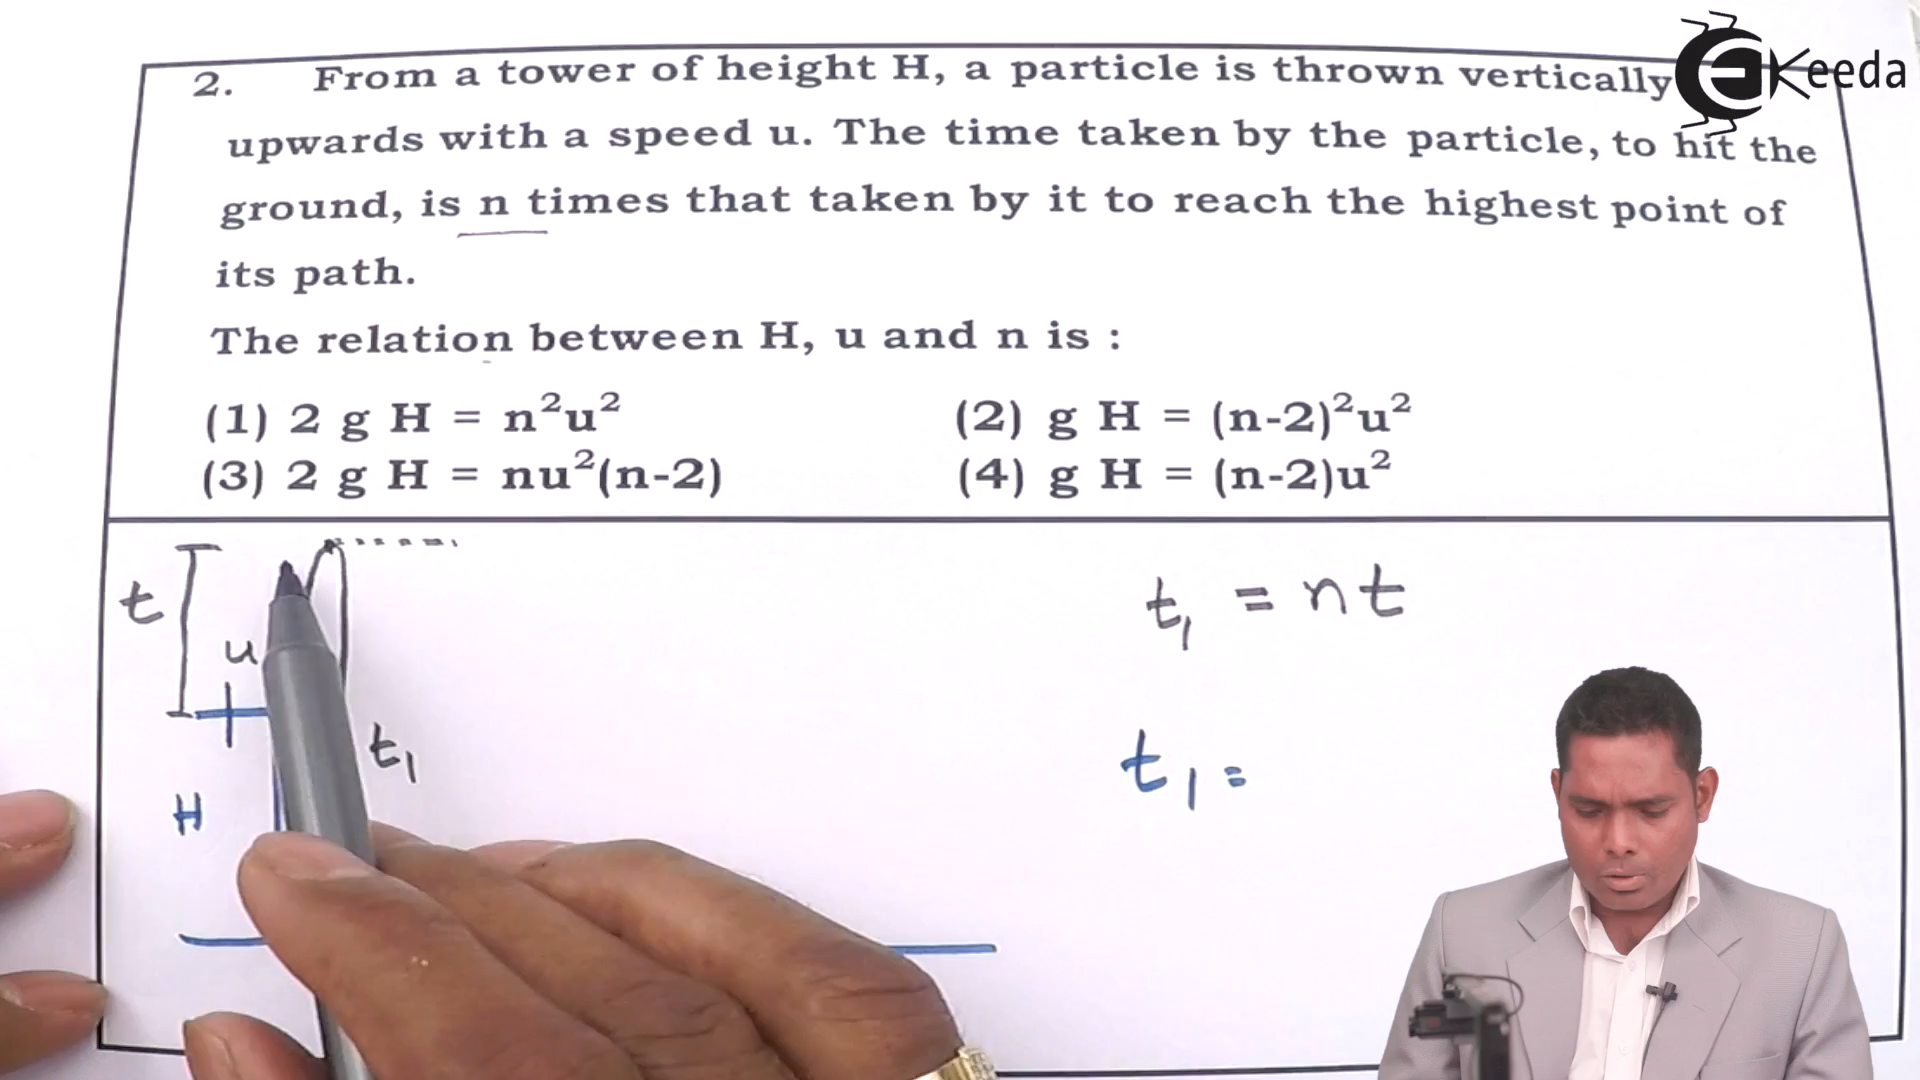 2. From a tower of height H, a particle is thrown vertically
upwards with a speed u. The time taken by the particle, to hit the
ground, is n times that taken by it to reach the highest point of
its path.
The relation between H, u and n is :
(1) 2 g H = n²u² (2) g H = (n-2)²u²
(3) 2 g H = nu²(n-2) (4) g H = (n-2)u²
t
u
H
t₁
t₁ = nt
t₁ =
EKeeda